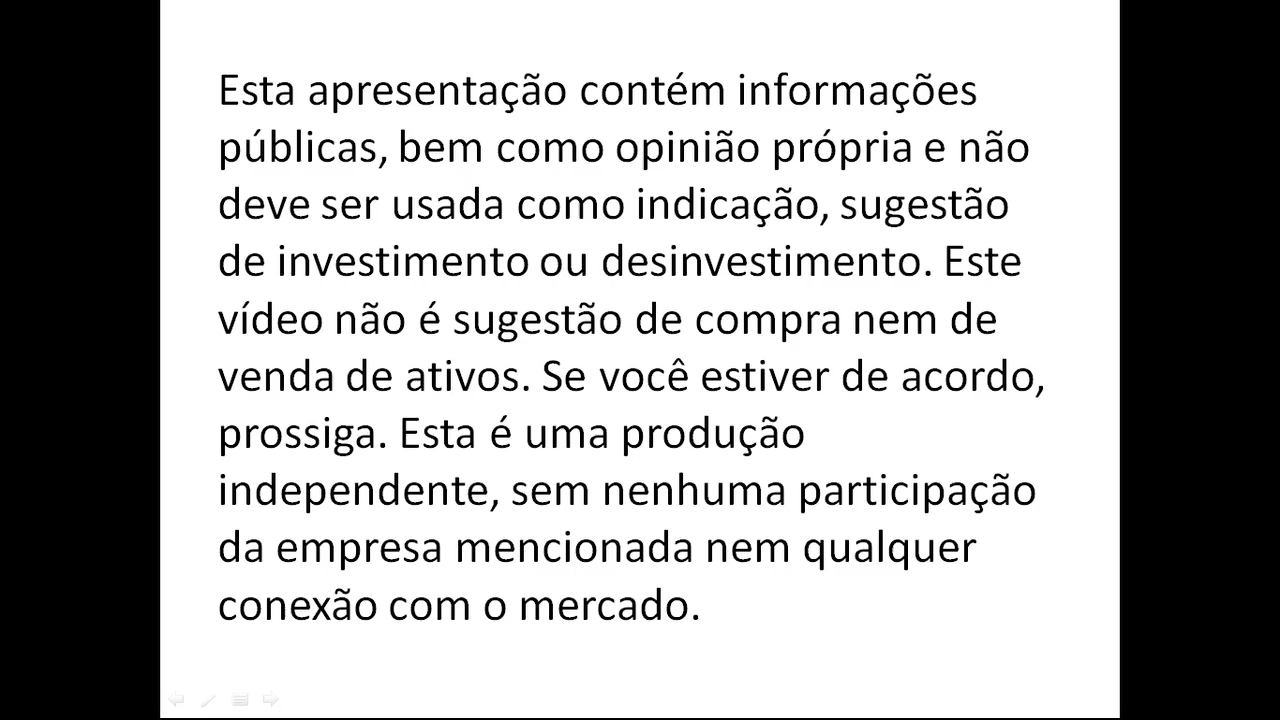 Esta apresentação contém informações
públicas, bem como opinião própria e não
deve ser usada como indicação, sugestão
de investimento ou desinvestimento. Este
vídeo não é sugestão de compra nem de
venda de ativos. Se você estiver de acordo,
prossiga. Esta é uma produção
independente, sem nenhuma participação
da empresa mencionada nem qualquer
conexão com o mercado.